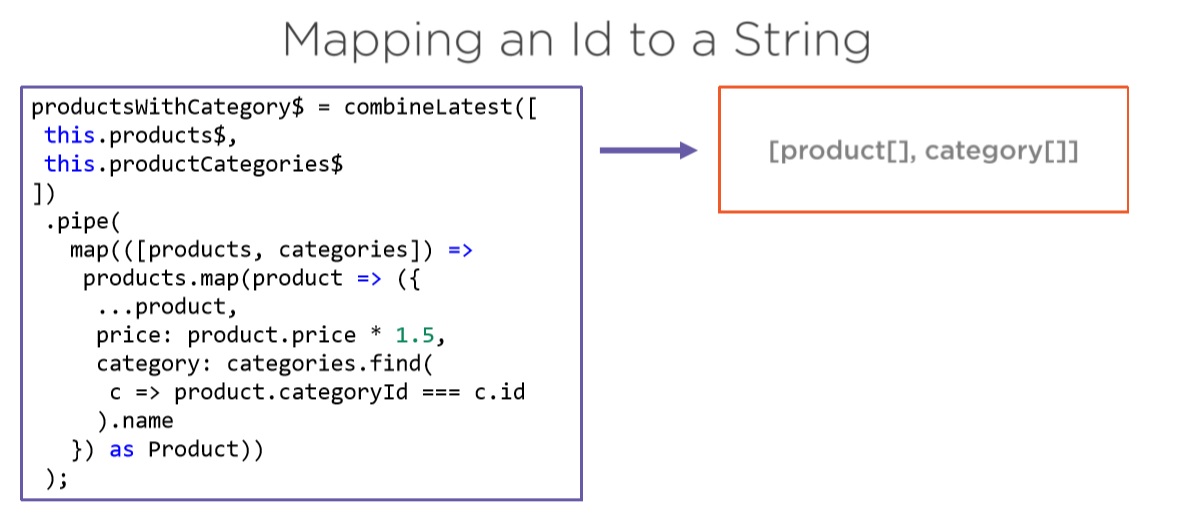 Mapping an Id to a String
productsWithCategory$ = combineLatest([
this.products$,
this.productCategories$
])
.pipe(
map(([products, categories]) =>
products.map(product => ({
...product,
price: product.price * 1.5,
category: categories.find(
c => product.categoryId === c.id
).name
}) as Product))
);
[product[], category[]]